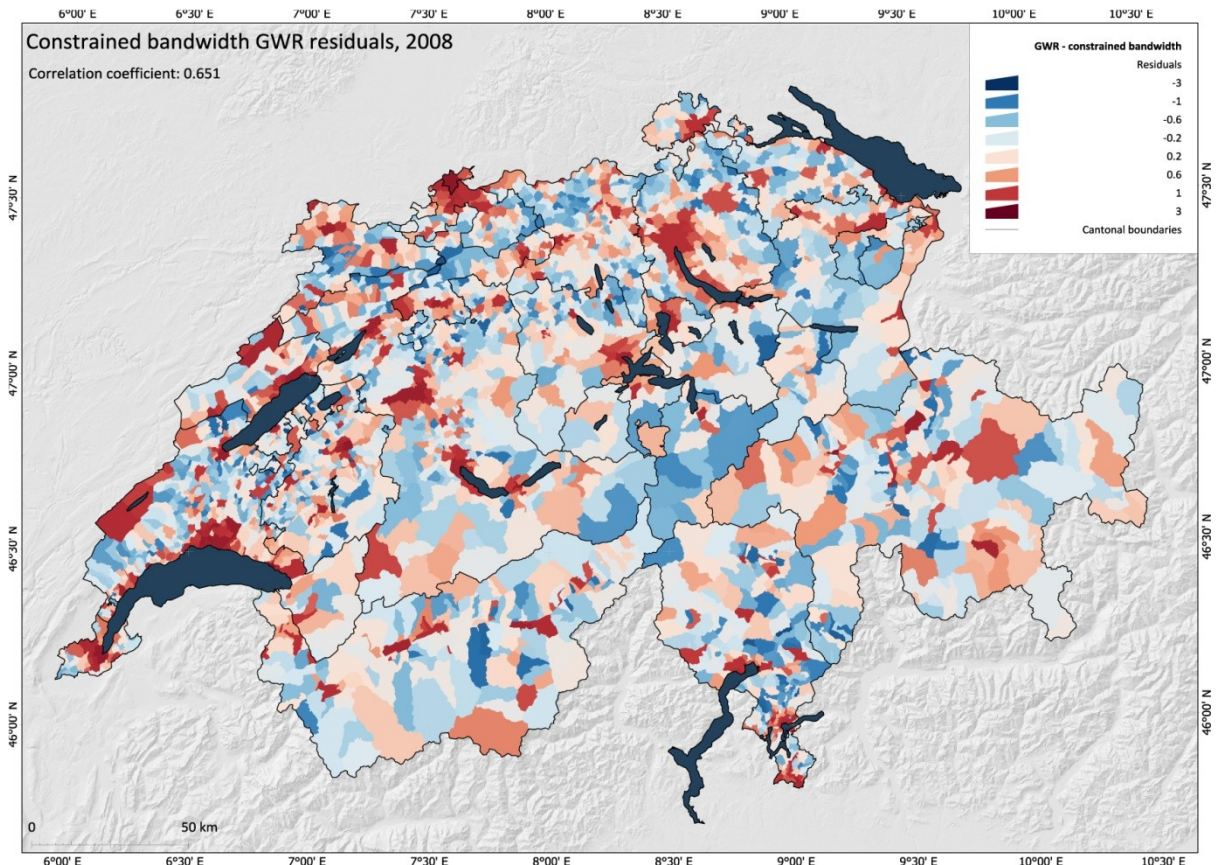 6°00' E 6°30' E 7°00' E 7°30' E 8°00' E 8°30' E 9°00' E 9°30' E 10°00' E 10°30' E
Constrained bandwidth GWR residuals, 2008
Correlation coefficient: 0.651
GWR - constrained bandwidth
Residuals
-3
-1
-0.6
-0.2
0.2
0.6
1
3
Cantonal boundaries
47°30' N 47°30' N
47°00' N 47°00' N
46°30' N 46°30' N
46°00' N 46°00' N
0 50 km
6°00' E 6°30' E 7°00' E 7°30' E 8°00' E 8°30' E 9°00' E 9°30' E 10°00' E 10°30' E